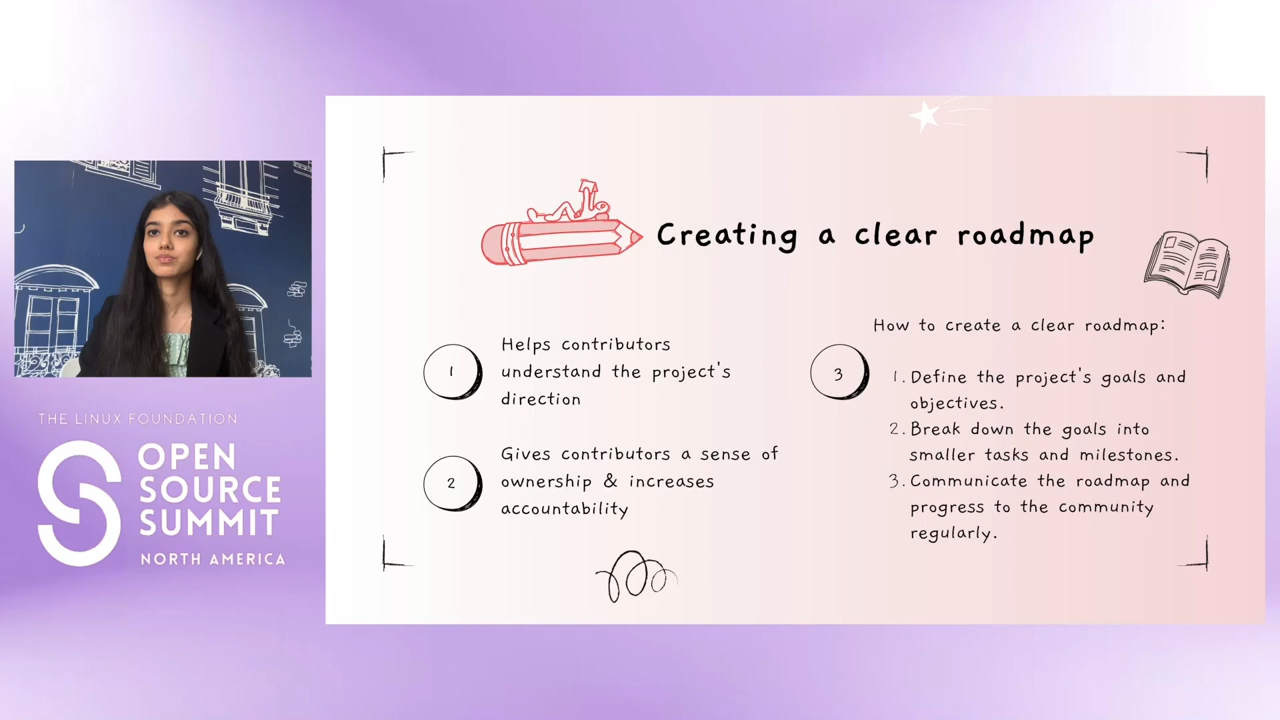 THE LINUX FOUNDATION
OPEN
SOURCE
SUMMIT
NORTH AMERICA
Creating a clear roadmap
1
Helps contributors
understand the project's
direction
2
Gives contributors a sense of
ownership & increases
accountability
3
How to create a clear roadmap:
1. Define the project's goals and
objectives.
2. Break down the goals into
smaller tasks and milestones.
3. Communicate the roadmap and
progress to the community
regularly.